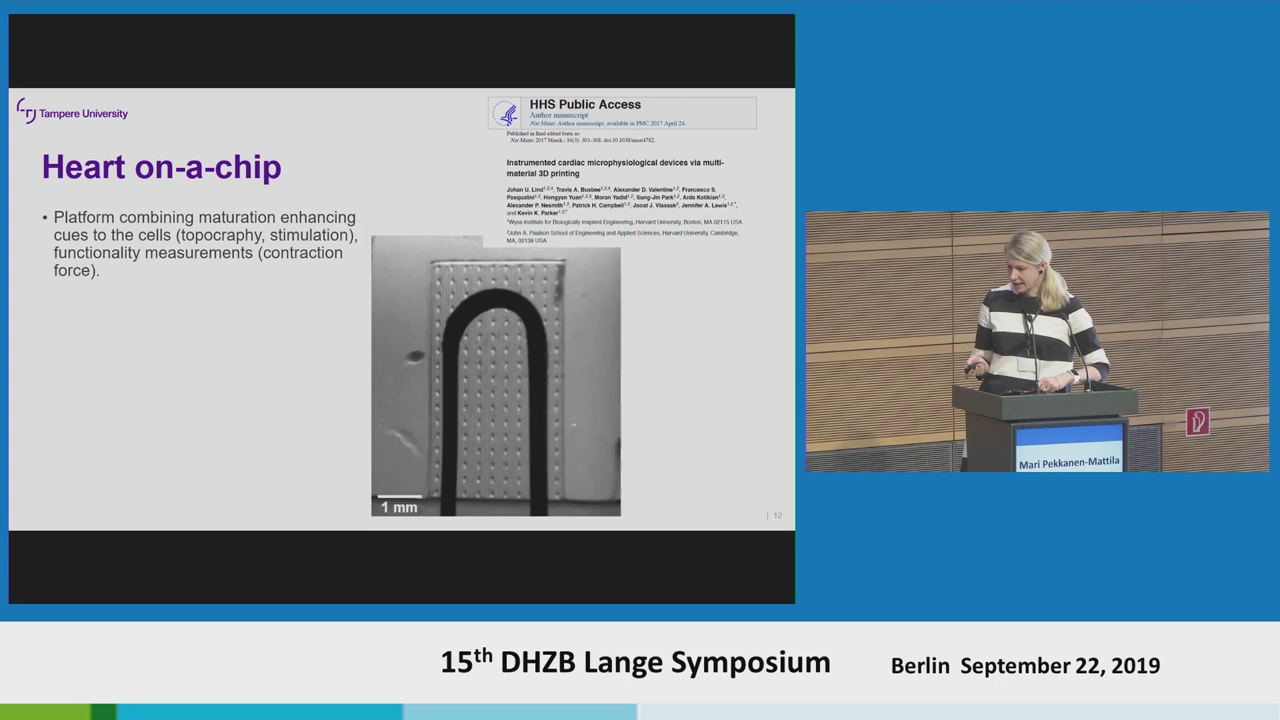 Tampere University
Heart on-a-chip
• Platform combining maturation enhancing
cues to the cells (topocraphy, stimulation),
functionality measurements (contraction
force).
HHS Public Access
Author manuscript
Nat Mater. Author manuscript; available in PMC 2017 April 24.
Published in final edited form as:
Nat Mater. 2017 March ; 16(3): 303–308. doi:10.1038/nmat4782.
Instrumented cardiac microphysiological devices via multi-
material 3D printing
Johan U. Lind1,2,4, Travis A. Busbee1,2,4, Alexander D. Valentine1,2, Francesco S.
Pasqualini1,2, Hongyan Yuan1,2,3, Moran Yadid1,2, Sung-Jin Park1,2, Arda Kotikian1,2,
Alexander P. Nesmith1,2, Patrick H. Campbell1,2, Joost J. Vlassak2, Jennifer A. Lewis1,2,*,
and Kevin K. Parker1,2,*
1Wyss Institute for Biologically Inspired Engineering, Harvard University, Boston, MA 02115 USA
2John A. Paulson School of Engineering and Applied Sciences, Harvard University, Cambridge,
MA, 02138 USA
1 mm
| 12
Mari Pekkanen-Mattila
15th DHZB Lange Symposium
Berlin September 22, 2019